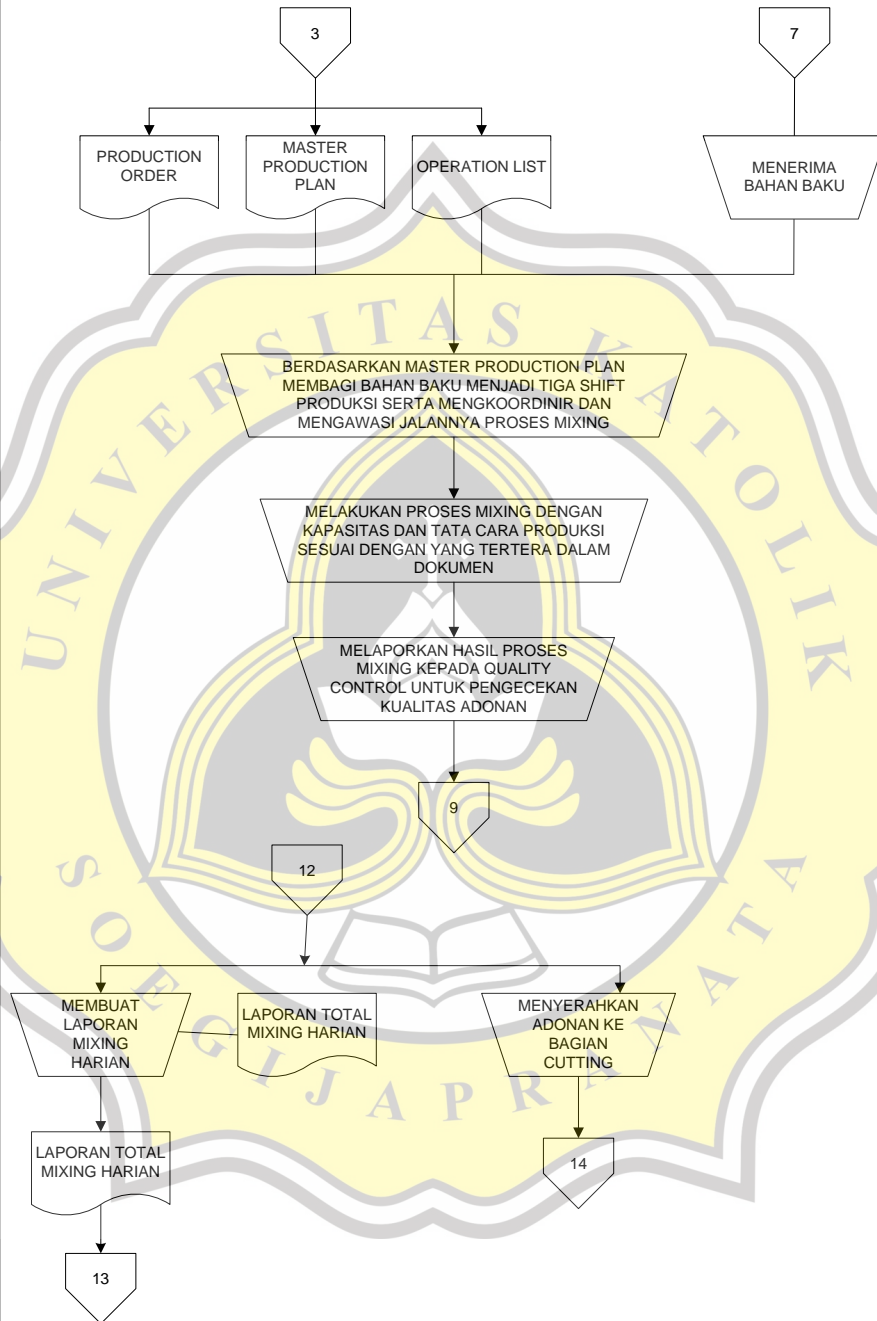 3
7
PRODUCTION
ORDER
MASTER
PRODUCTION
PLAN
OPERATION LIST
MENERIMA
BAHAN BAKU
BERDASARKAN MASTER PRODUCTION PLAN
MEMBAGI BAHAN BAKU MENJADI TIGA SHIFT
PRODUKSI SERTA MENGKOORDINIR DAN
MENGAWASI JALANNYA PROSES MIXING
MELAKUKAN PROSES MIXING DENGAN
KAPASITAS DAN TATA CARA PRODUKSI
SESUAI DENGAN YANG TERTERA DALAM
DOKUMEN
MELAPORKAN HASIL PROSES
MIXING KEPADA QUALITY
CONTROL UNTUK PENGECEKAN
KUALITAS ADONAN
9
12
MEMBUAT
LAPORAN
MIXING
HARIAN
LAPORAN TOTAL
MIXING HARIAN
MENYERAHKAN
ADONAN KE
BAGIAN
CUTTING
LAPORAN TOTAL
MIXING HARIAN
14
13
UNIVERSITAS KATOLIK
SOEGIJAPRANATA